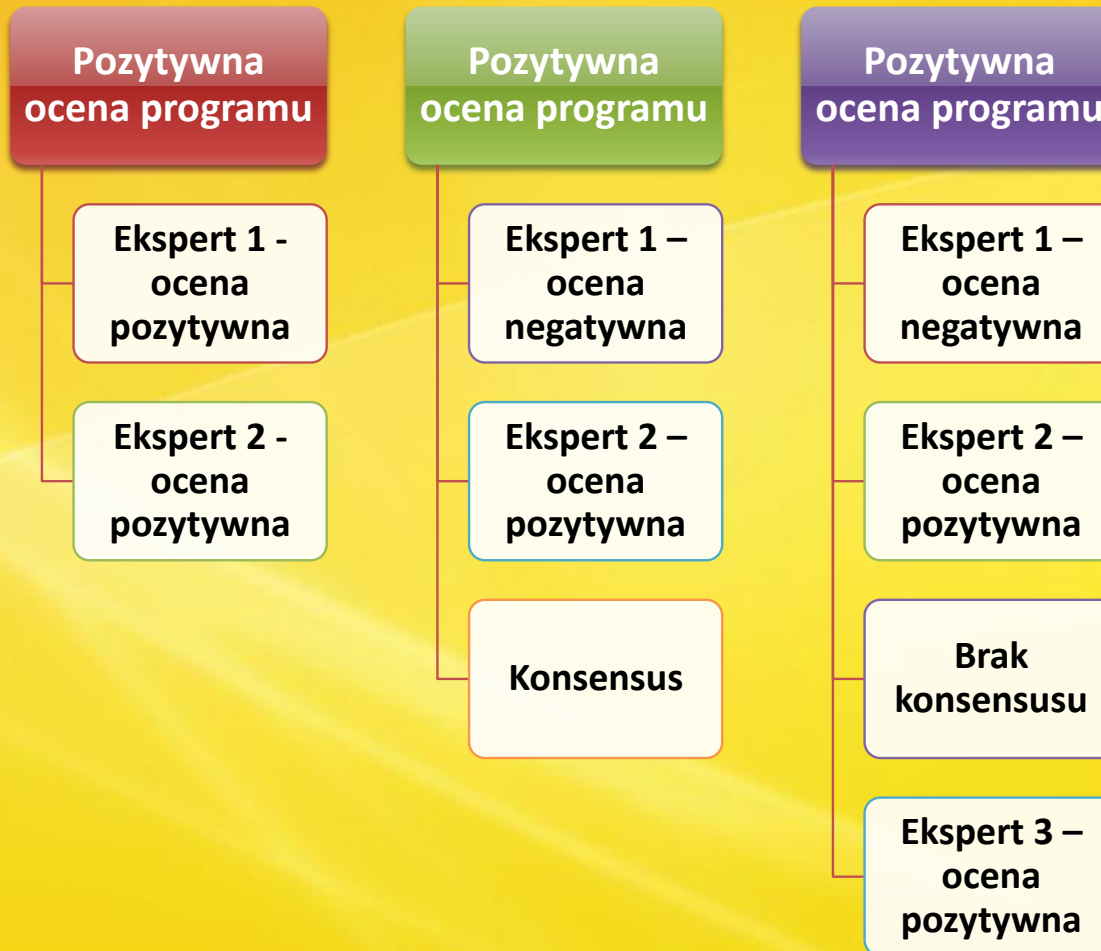 Pozytywna
ocena programu
Ekspert 1 -
ocena
pozytywna
Ekspert 2 -
ocena
pozytywna
Pozytywna
ocena programu
Ekspert 1 –
ocena
negatywna
Ekspert 2 –
ocena
pozytywna
Konsensus
Pozytywna
ocena programu
Ekspert 1 –
ocena
negatywna
Ekspert 2 –
ocena
pozytywna
Brak
konsensusu
Ekspert 3 –
ocena
pozytywna